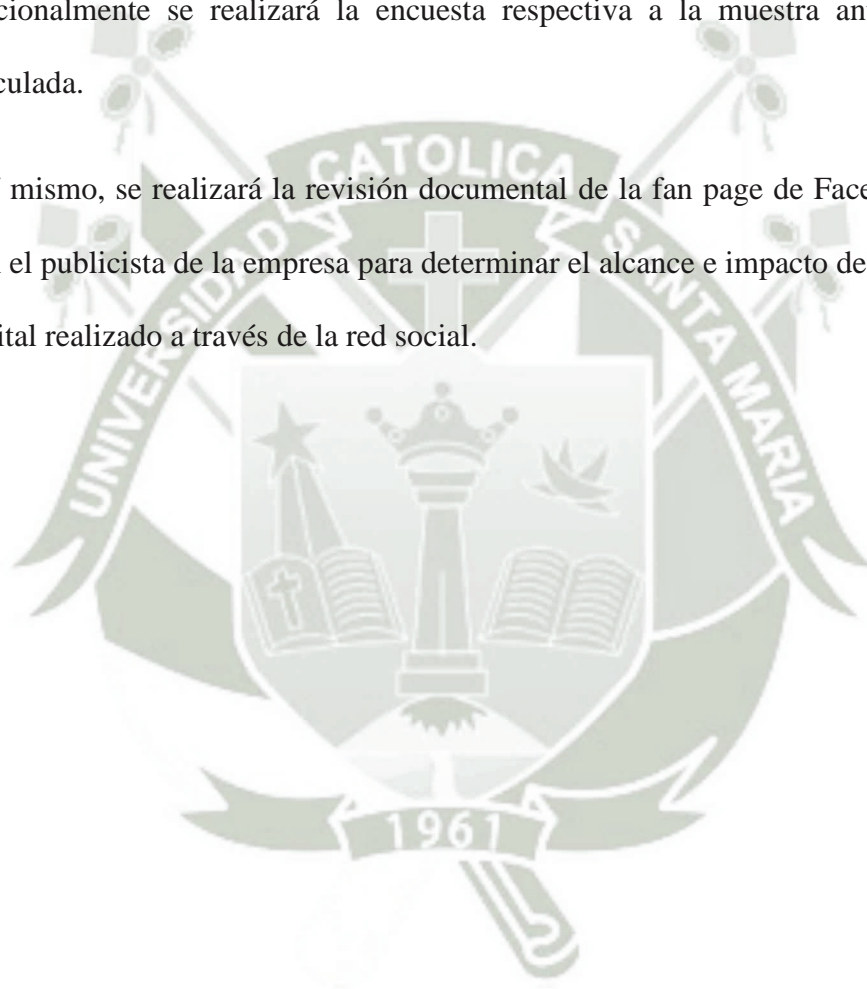 cionalmente se realizará la encuesta respectiva a la muestra an
culada.
mismo, se realizará la revisión documental de la fan page de Face
el publicista de la empresa para determinar el alcance e impacto de
ital realizado a través de la red social.
UNIVERSIDAD CATOLICA SANTA MARIA
1961